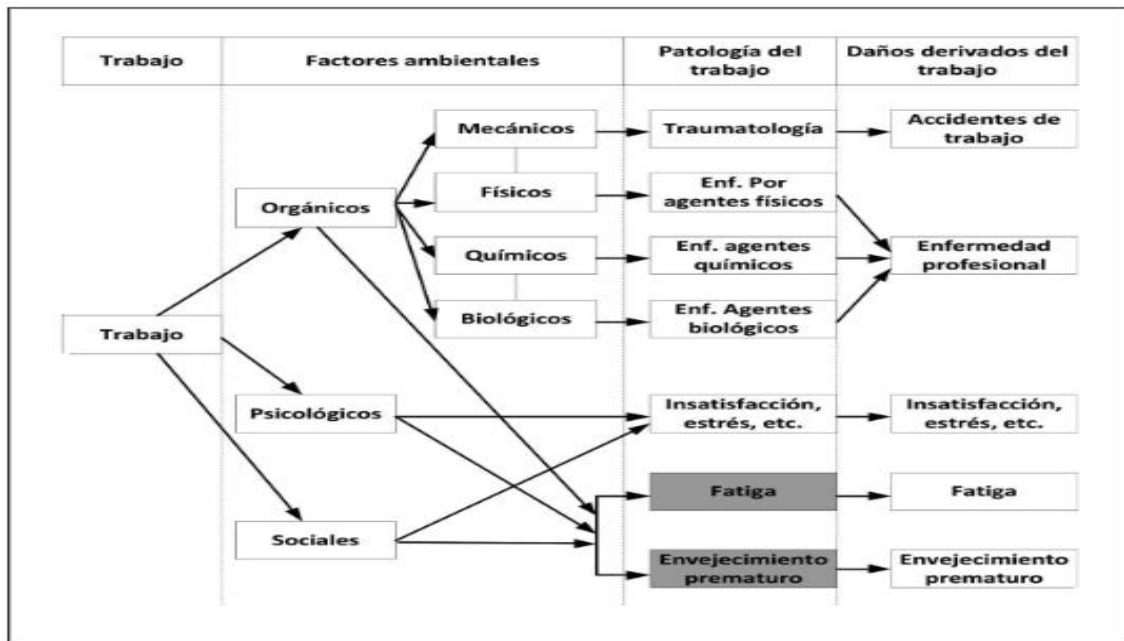 Trabajo
Factores ambientales
Patología del
trabajo
Daños derivados del
trabajo
Mecánicos
Traumatología
Accidentes de
trabajo
Orgánicos
Físicos
Enf. Por
agentes físicos
Químicos
Enf. agentes
químicos
Enfermedad
profesional
Trabajo
Biológicos
Enf. Agentes
biológicos
Psicológicos
Insatisfacción,
estrés, etc.
Insatisfacción,
estrés, etc.
Fatiga
Fatiga
Sociales
Envejecimiento
prematuro
Envejecimiento
prematuro